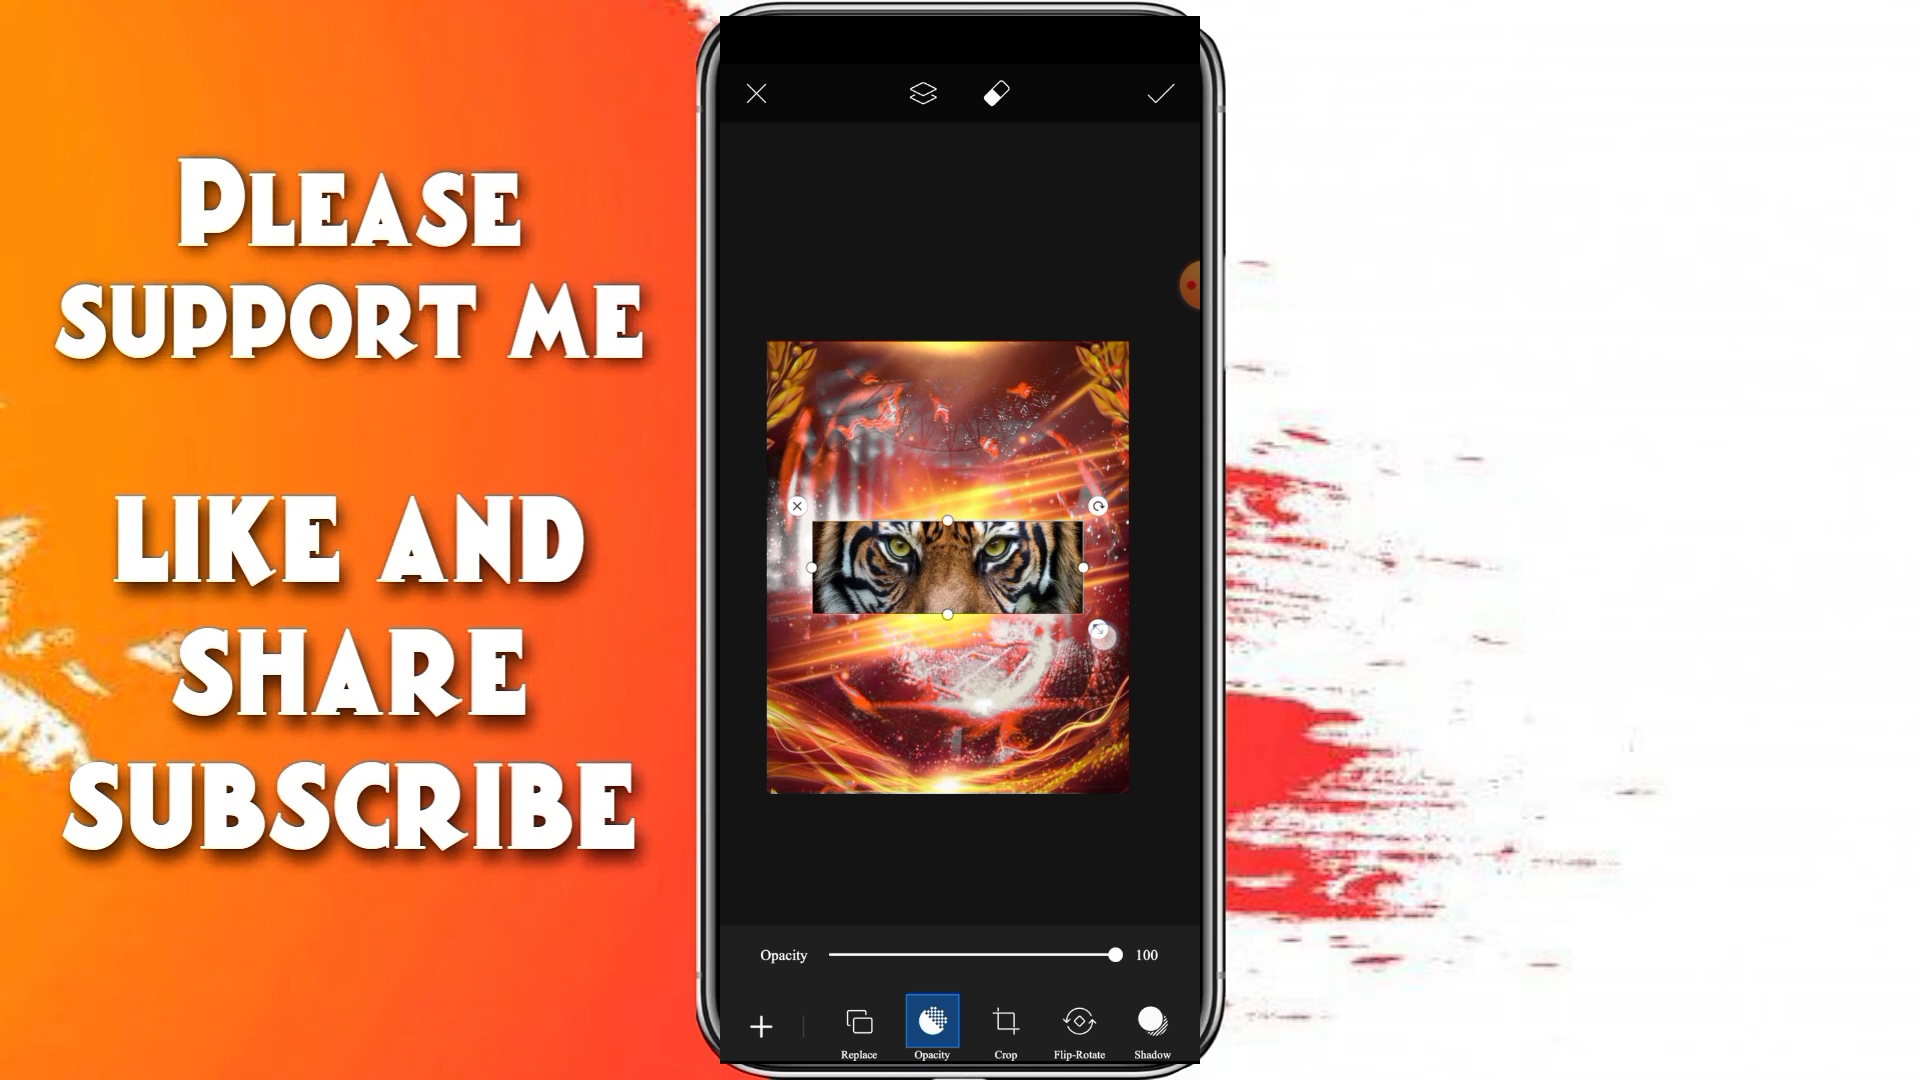 PLEASE
SUPPORT ME
LIKE AND
SHARE
SUBSCRIBE
Opacity 100
Replace Opacity Crop Flip-Rotate Shadow